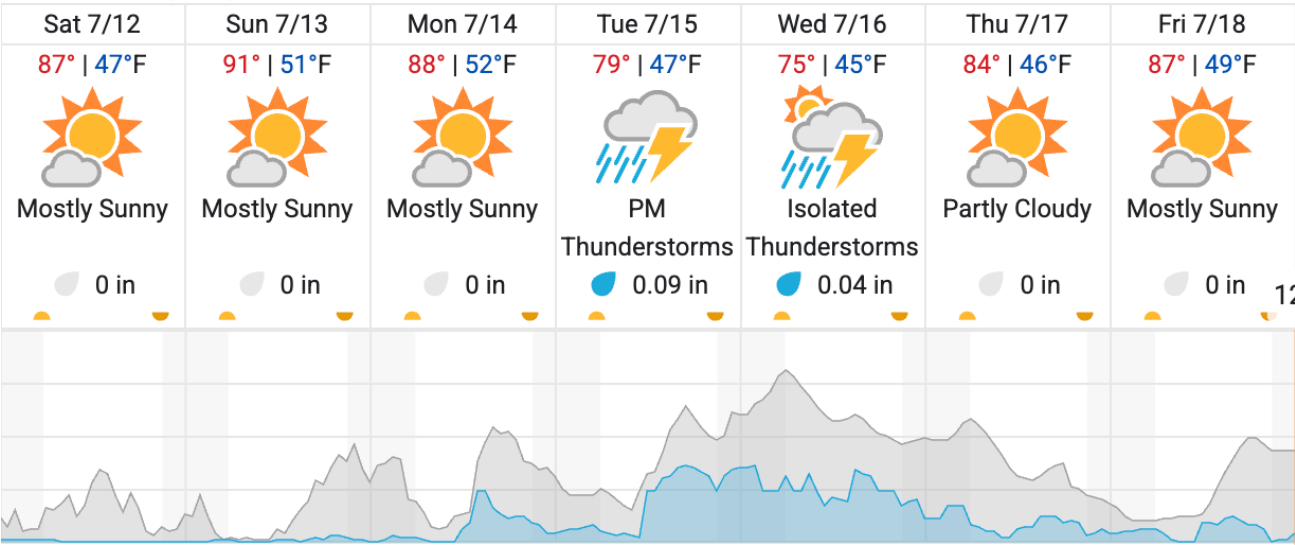 Sat 7/12 Sun 7/13 Mon 7/14 Tue 7/15 Wed 7/16 Thu 7/17 Fri 7/18
87° | 47°F 91° | 51°F 88° | 52°F 79° | 47°F 75° | 45°F 84° | 46°F 87° | 49°F
Mostly Sunny Mostly Sunny Mostly Sunny PM Isolated Partly Cloudy Mostly Sunny
Thunderstorms Thunderstorms
0 in 0 in 0 in 0.09 in 0.04 in 0 in 0 in